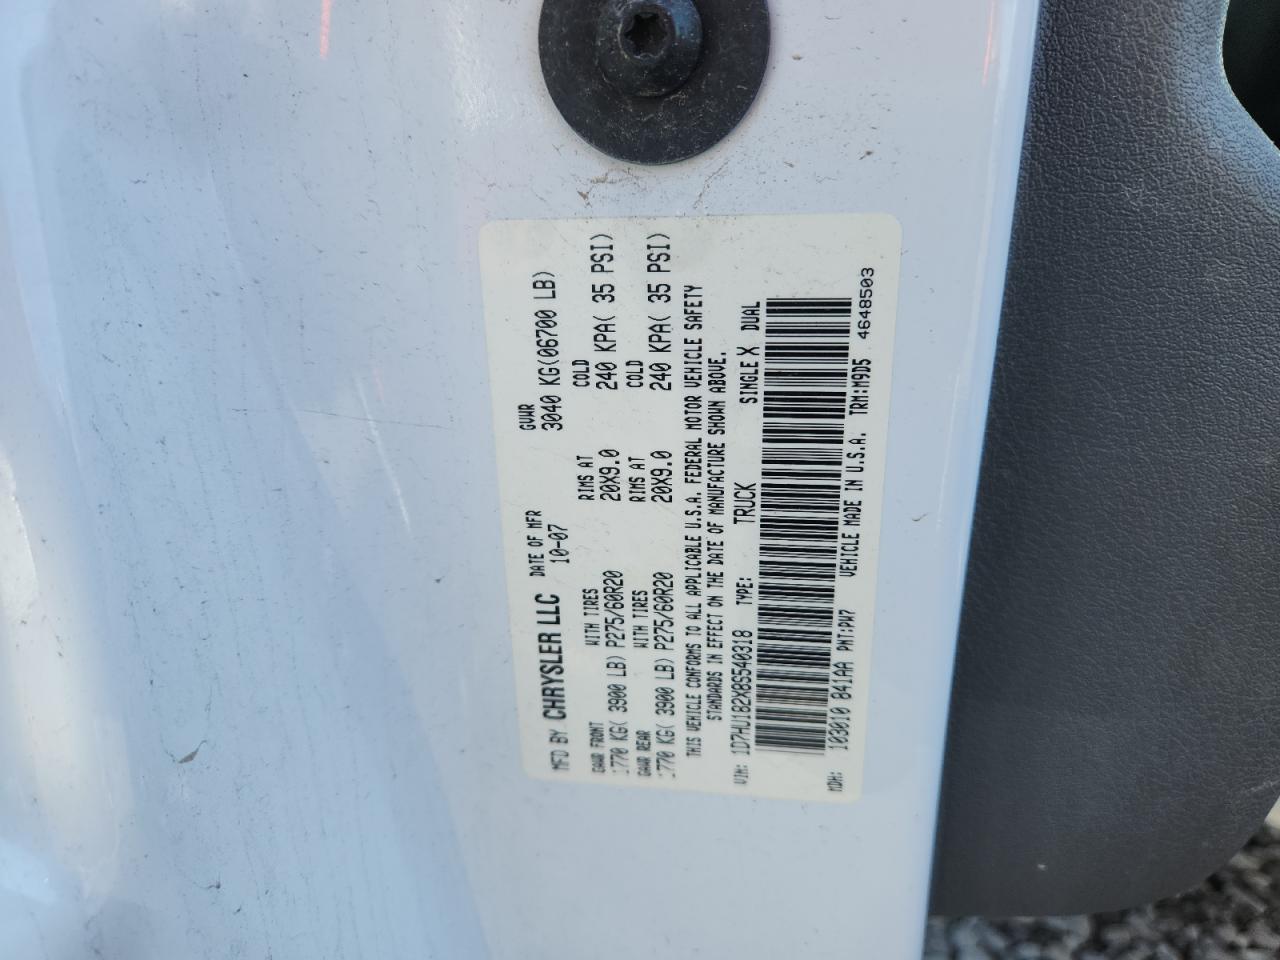 MFD BY CHRYSLER LLC DATE OF MFR 10-07 GVWR 3040 KG(06700 LB)
GAWR FRONT WITH TIRES RIMS AT COLD
1770 KG( 3900 LB) P275/60R20 20X9.0 240 KPA( 35 PSI)
GAWR REAR WITH TIRES RIMS AT COLD
1770 KG( 3900 LB) P275/60R20 20X9.0 240 KPA( 35 PSI)
THIS VEHICLE CONFORMS TO ALL APPLICABLE U.S.A. FEDERAL MOTOR VEHICLE SAFETY
STANDARDS IN EFFECT ON THE DATE OF MANUFACTURE SHOWN ABOVE.
VIN: 1D7HU182X8S540318 TYPE: TRUCK SINGLE X DUAL
MDH: 103010 841AA PNT:PW7 VEHICLE MADE IN U.S.A. TRM:M9D5 4648503